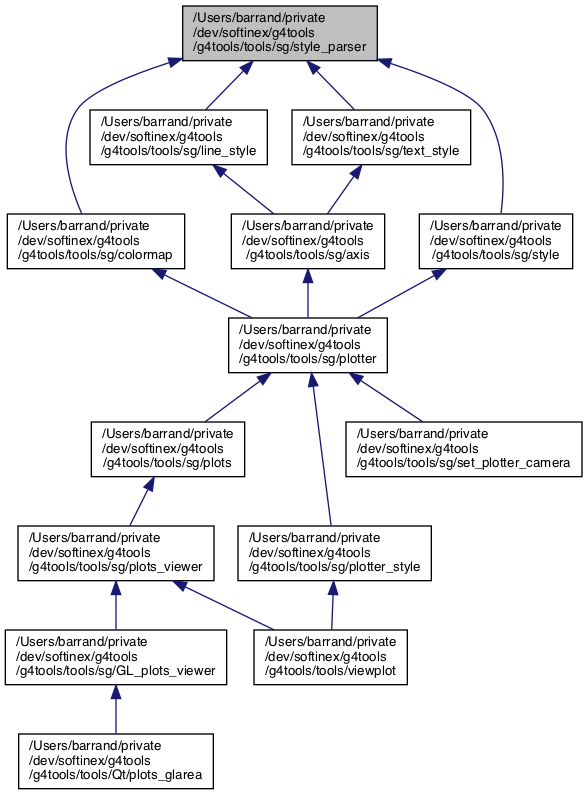 /Users/barrand/private
/dev/softinex/g4tools
/g4tools/tools/sg/style_parser
/Users/barrand/private
/dev/softinex/g4tools
/g4tools/tools/sg/line_style
/Users/barrand/private
/dev/softinex/g4tools
/g4tools/tools/sg/text_style
/Users/barrand/private
/dev/softinex/g4tools
/g4tools/tools/sg/colormap
/Users/barrand/private
/dev/softinex/g4tools
/g4tools/tools/sg/axis
/Users/barrand/private
/dev/softinex/g4tools
/g4tools/tools/sg/style
/Users/barrand/private
/dev/softinex/g4tools
/g4tools/tools/sg/plotter
/Users/barrand/private
/dev/softinex/g4tools
/g4tools/tools/sg/plots
/Users/barrand/private
/dev/softinex/g4tools
/g4tools/tools/sg/set_plotter_camera
/Users/barrand/private
/dev/softinex/g4tools
/g4tools/tools/sg/plots_viewer
/Users/barrand/private
/dev/softinex/g4tools
/g4tools/tools/sg/plotter_style
/Users/barrand/private
/dev/softinex/g4tools
/g4tools/tools/sg/GL_plots_viewer
/Users/barrand/private
/dev/softinex/g4tools
/g4tools/tools/viewplot
/Users/barrand/private
/dev/softinex/g4tools
/g4tools/tools/Qt/plots_glarea